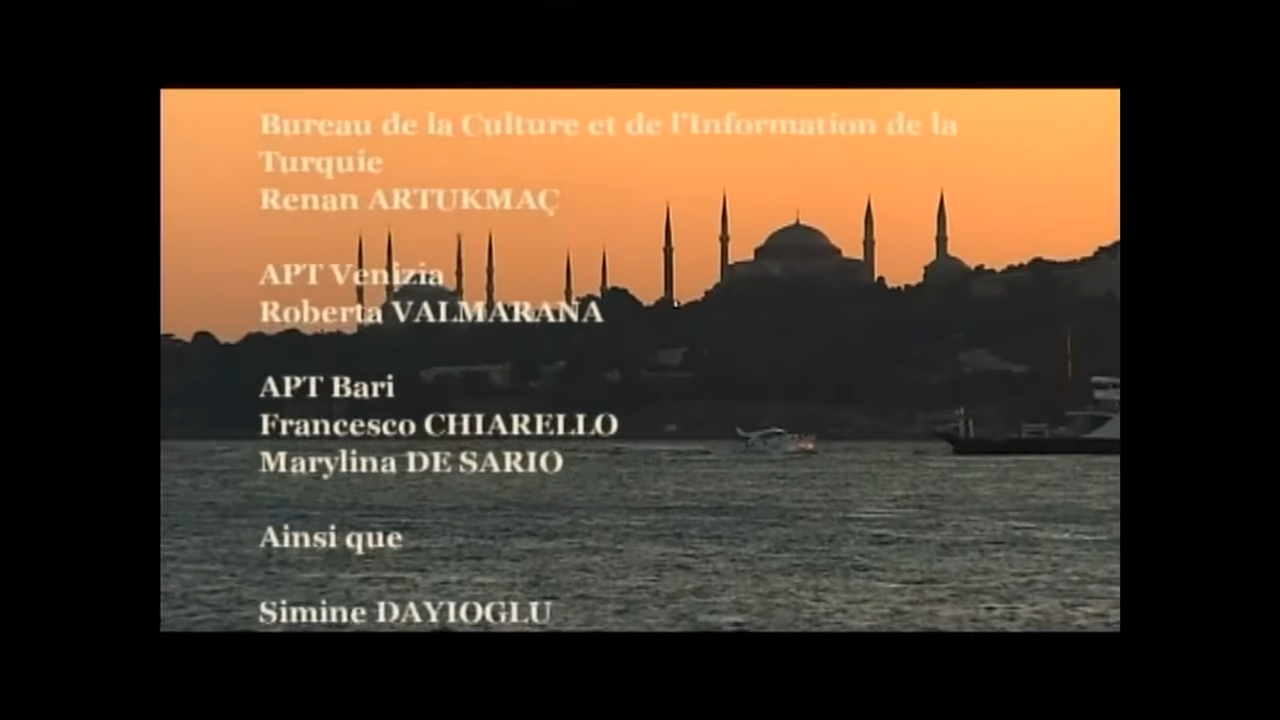 Bureau de la Culture et de l'Information de la
Turquie
Renan ARTUKMAÇ
APT Venizia
Roberta VALMARANA
APT Bari
Francesco CHIARELLO
Marylina DE SARIO
Ainsi que
Simine DAYIOGLU